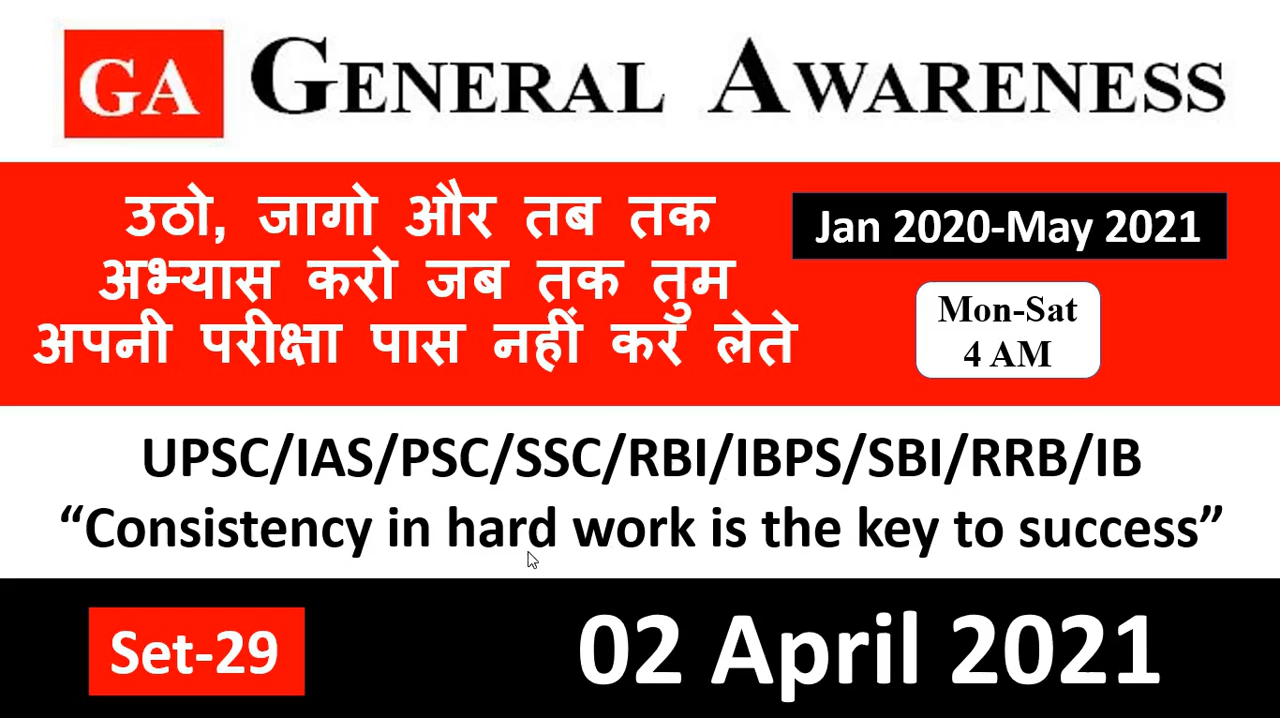 GA GENERAL AWARENESS
उठो, जागो और तब तक
अभ्यास करो जब तक तुम
अपनी परीक्षा पास नहीं कर लेते
Jan 2020-May 2021
Mon-Sat
4 AM
UPSC/IAS/PSC/SSC/RBI/IBPS/SBI/RRB/IB
“Consistency in hard work is the key to success”
Set-29
02 April 2021